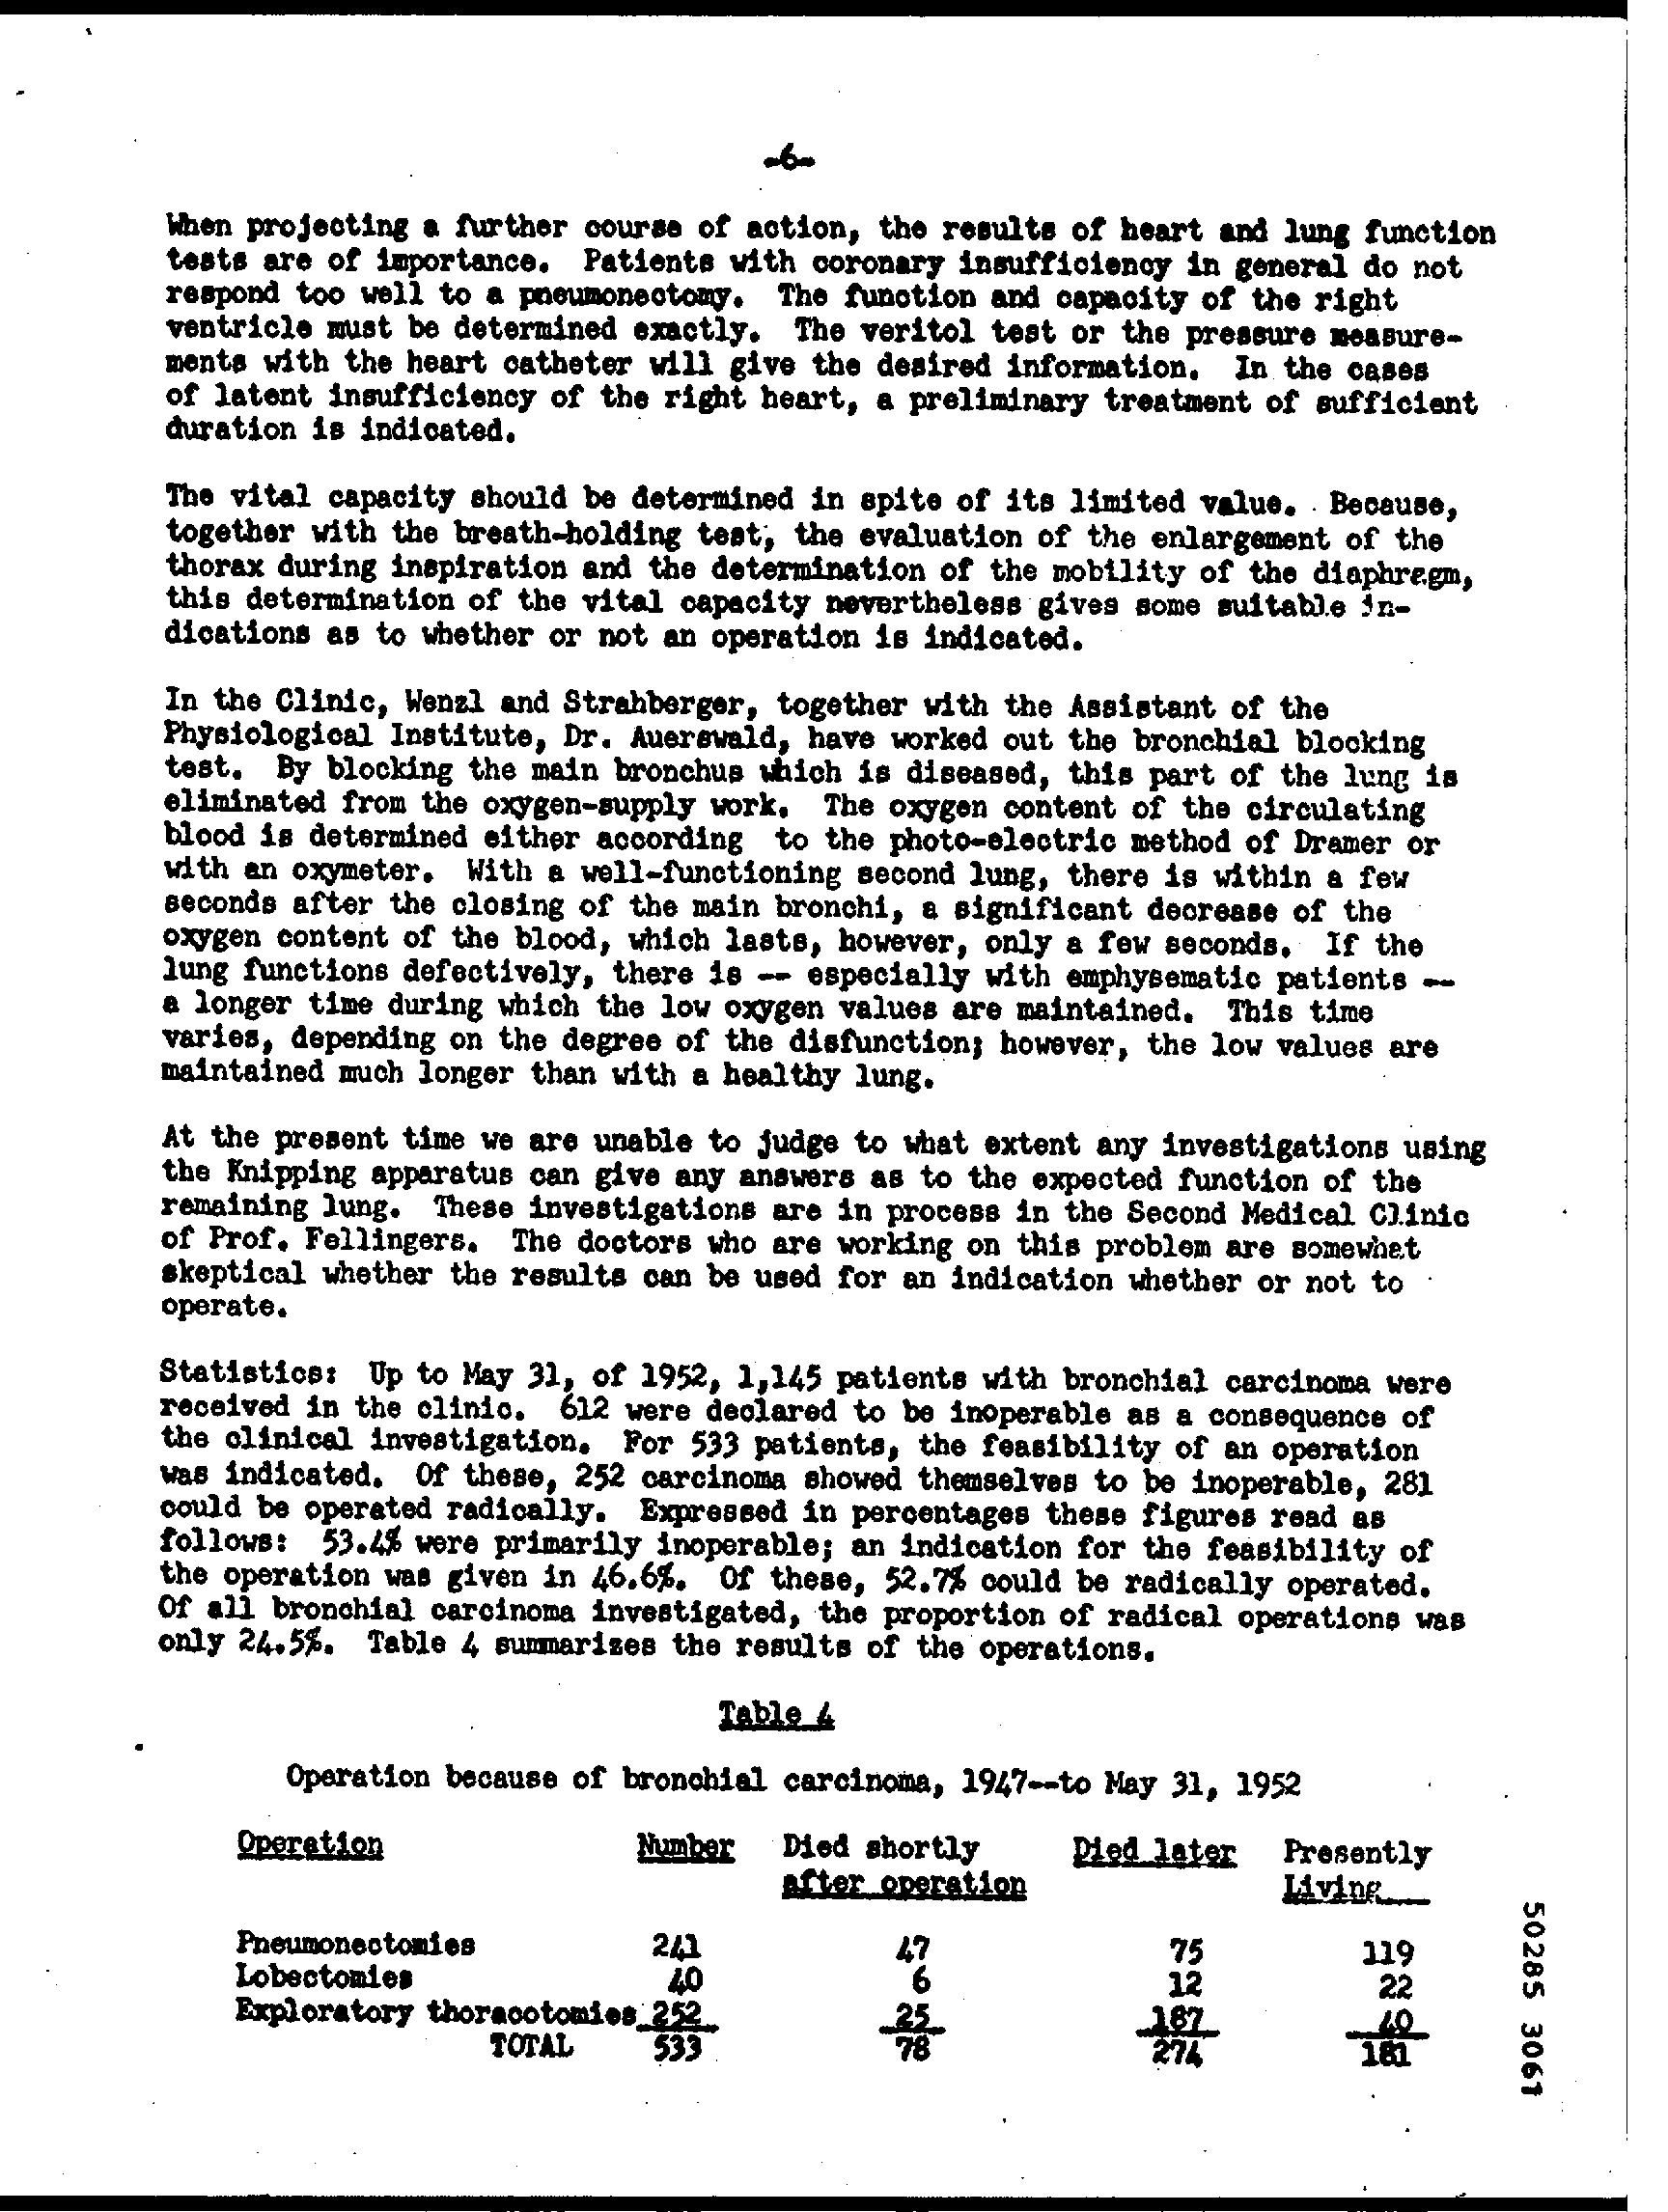 -6-
When projecting a further course of action, the results of heart and lung function
tests are of importance. Patients with coronary insufficiency in general do not
respond too well to a pneumonectomy. The function and capacity of the right
ventricle must be determined exactly. The veritol test or the pressure measure-
ments with the heart catheter will give the desired information. In the cases
of latent insufficiency of the right heart, a preliminary treatment of sufficient
duration is indicated.
The vital capacity should be determined in spite of its limited value. Because,
together with the breath-holding test, the evaluation of the enlargement of the
thorax during inspiration and the determination of the mobility of the diaphragm,
this determination of the vital capacity nevertheless gives some suitable in-
dications as to whether or not an operation is indicated.
In the Clinic, Wenzl and Strahberger, together with the Assistant of the
Physiological Institute, Dr. Auerswald, have worked out the bronchial blocking
test. By blocking the main bronchus which is diseased, this part of the lung is
eliminated from the oxygen-supply work. The oxygen content of the circulating
blood is determined either according to the photo-electric method of Dramer or
with an oxymeter. With a well-functioning second lung, there is within a few
seconds after the closing of the main bronchi, a significant decrease of the
oxygen content of the blood, which lasts, however, only a few seconds. If the
lung functions defectively, there is -- especially with emphysematic patients --
a longer time during which the low oxygen values are maintained. This time
varies, depending on the degree of the disfunction; however, the low values are
maintained much longer than with a healthy lung.
At the present time we are unable to judge to what extent any investigations using
the Knipping apparatus can give any answers as to the expected function of the
remaining lung. These investigations are in process in the Second Medical Clinic
of Prof. Fellingers. The doctors who are working on this problem are somewhat
skeptical whether the results can be used for an indication whether or not to
operate.
Statistics: Up to May 31, of 1952, 1,145 patients with bronchial carcinoma were
received in the clinic. 612 were declared to be inoperable as a consequence of
the clinical investigation. For 533 patients, the feasibility of an operation
was indicated. Of these, 252 carcinoma showed themselves to be inoperable, 281
could be operated radically. Expressed in percentages these figures read as
follows: 53.4% were primarily inoperable; an indication for the feasibility of
the operation was given in 46.6%. Of these, 52.7% could be radically operated.
Of all bronchial carcinoma investigated, the proportion of radical operations was
only 24.5%. Table 4 summarizes the results of the operations.
Table 4
Operation because of bronchial carcinoma, 1947--to May 31, 1952
Operation Number Died shortly Died later Presently
after operation Living
Pneumonectomies 241 47 75 119
Lobectomies 40 6 12 22
Exploratory thoracotomies 252 25 187 40
TOTAL 533 78 274 181
50285 3061